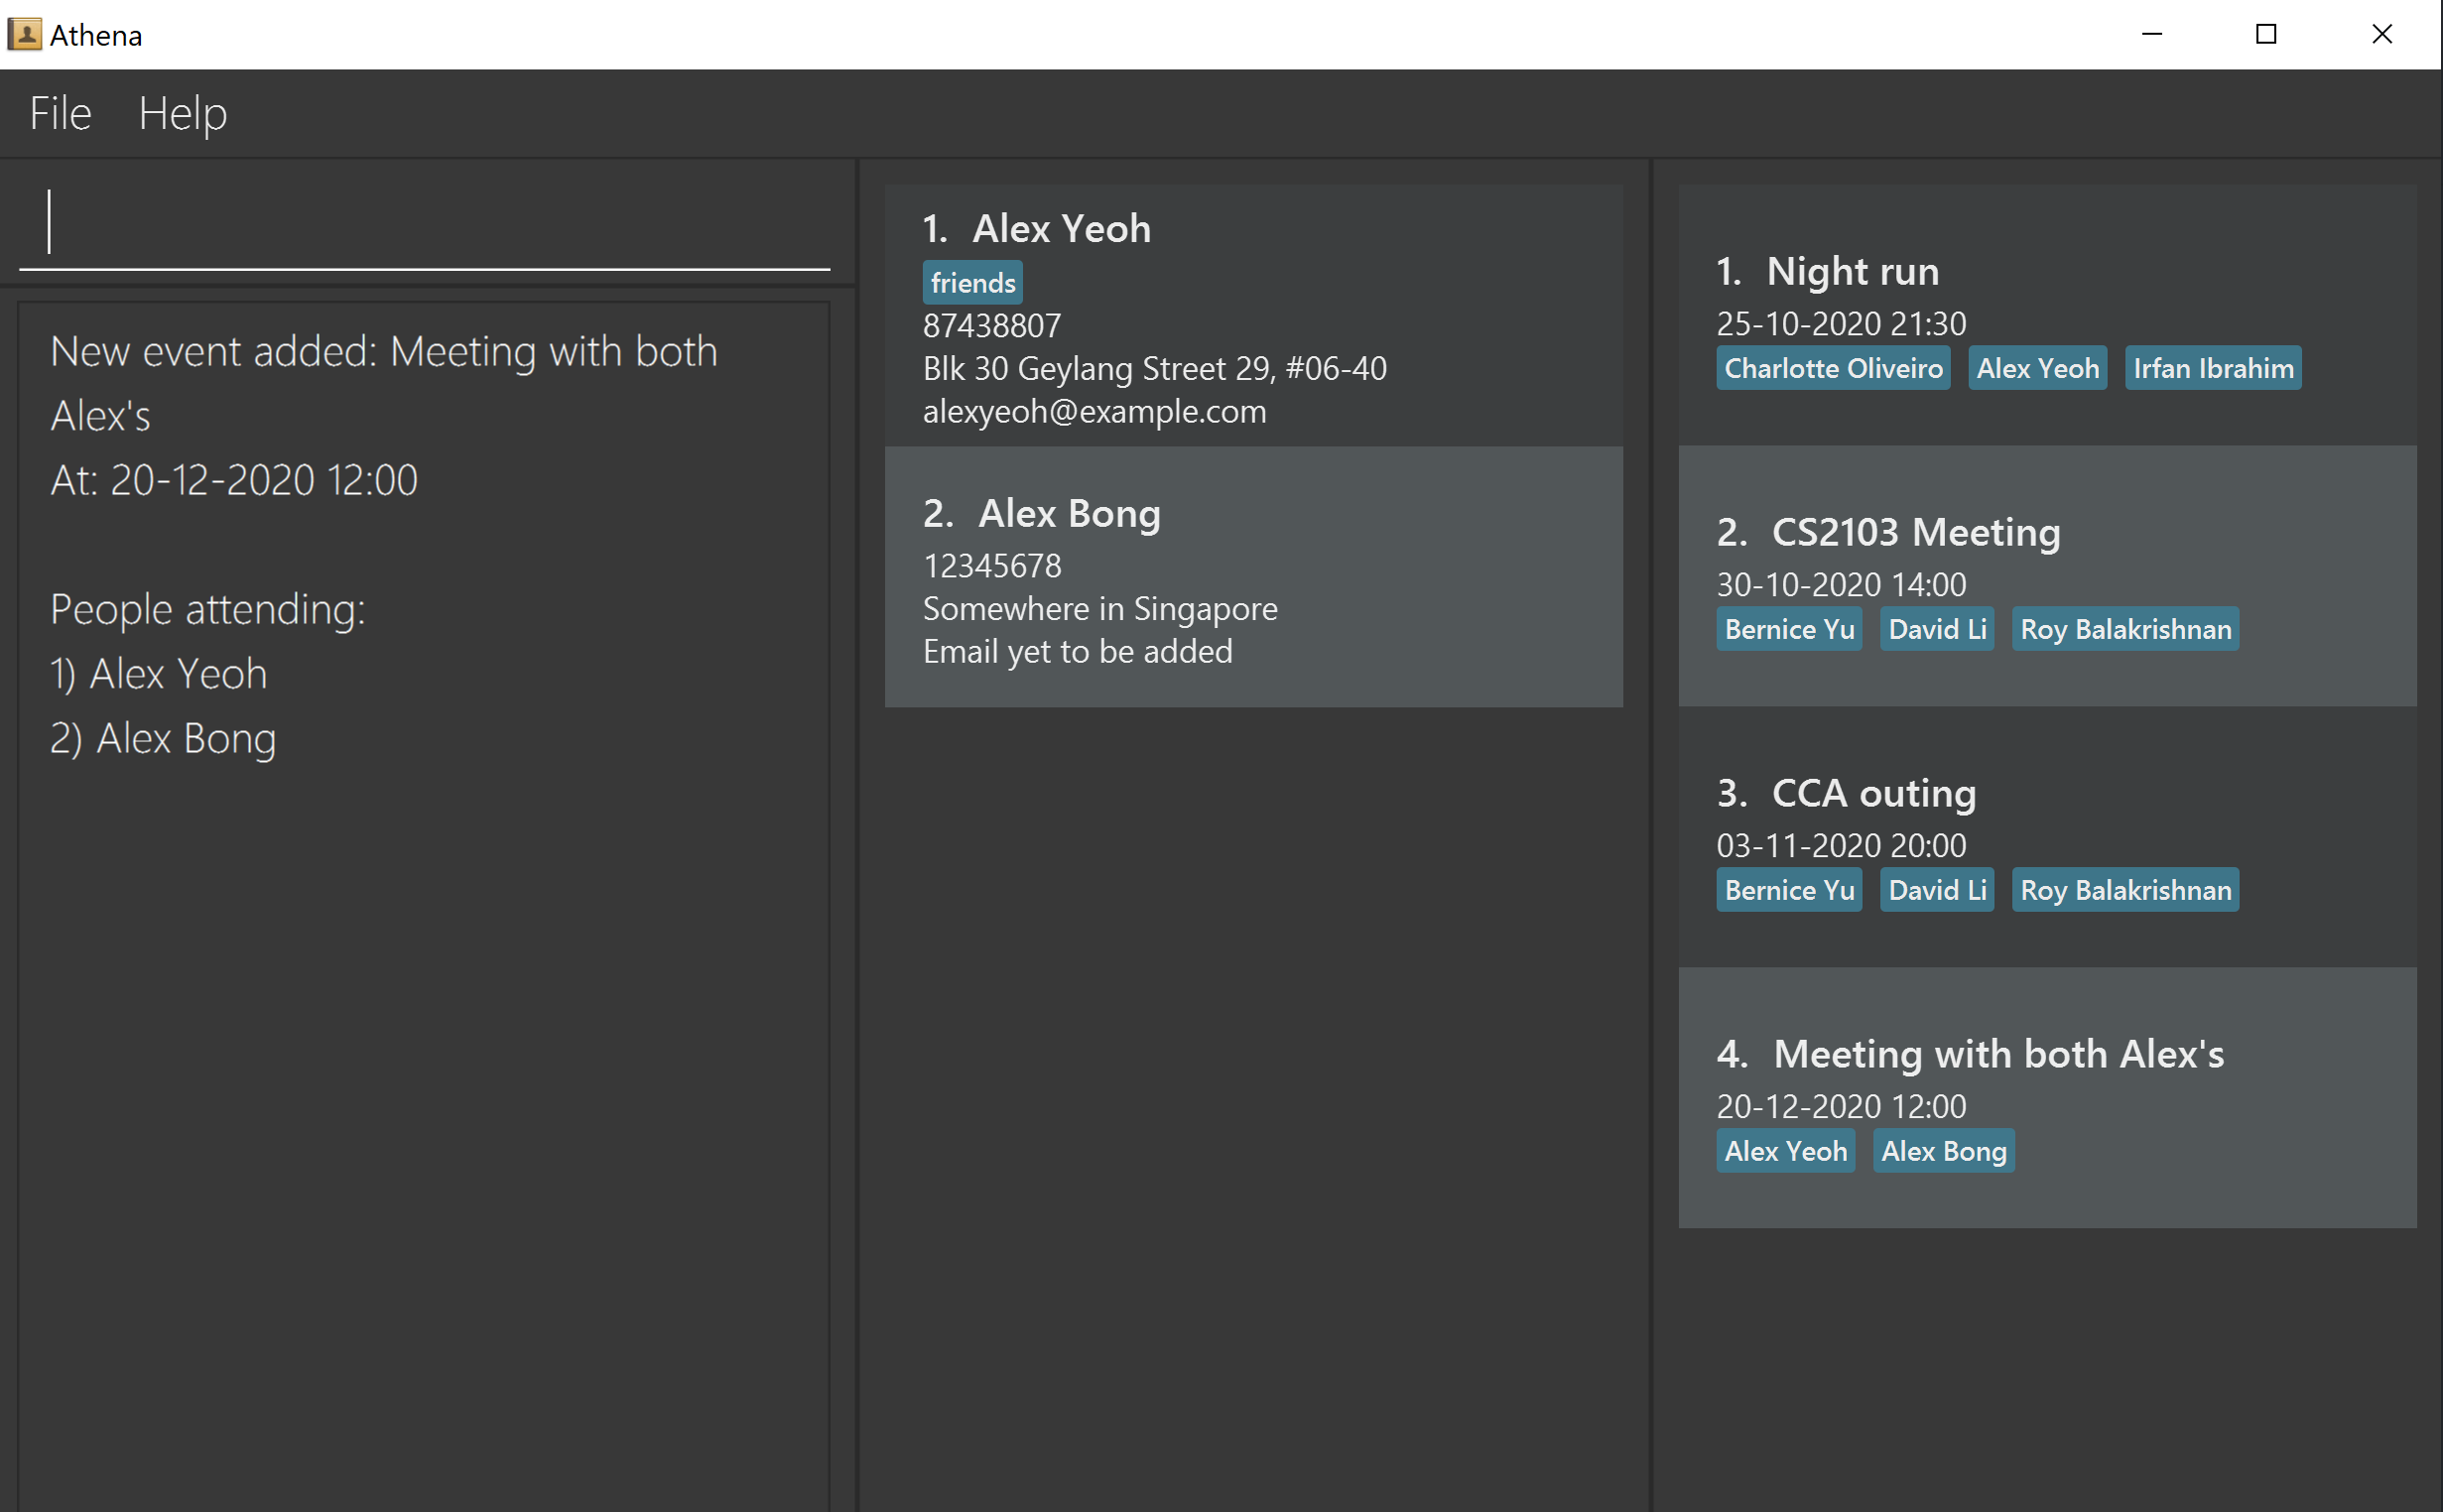 Athena
File Help
New event added: Meeting with both
Alex's
At: 20-12-2020 12:00
People attending:
1) Alex Yeoh
2) Alex Bong
1. Alex Yeoh
friends
87438807
Blk 30 Geylang Street 29, #06-40
alexyeoh@example.com
2. Alex Bong
12345678
Somewhere in Singapore
Email yet to be added
1. Night run
25-10-2020 21:30
Charlotte Oliveiro Alex Yeoh Irfan Ibrahim
2. CS2103 Meeting
30-10-2020 14:00
Bernice Yu David Li Roy Balakrishnan
3. CCA outing
03-11-2020 20:00
Bernice Yu David Li Roy Balakrishnan
4. Meeting with both Alex's
20-12-2020 12:00
Alex Yeoh Alex Bong